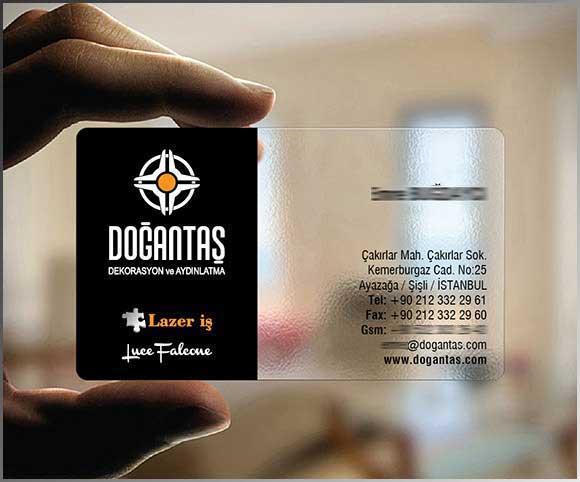 DOĞANTAŞ
DEKORASYON ve AYDINLATMA
Lazer iş
Luce Falcone
Çakırlar Mah. Çakırlar Sok.
Kemerburgaz Cad. No:25
Ayazağa / Şişli / İSTANBUL
Tel: +90 212 332 29 61
Fax: +90 212 332 29 60
Gsm:
@dogantas.com
www.dogantas.com